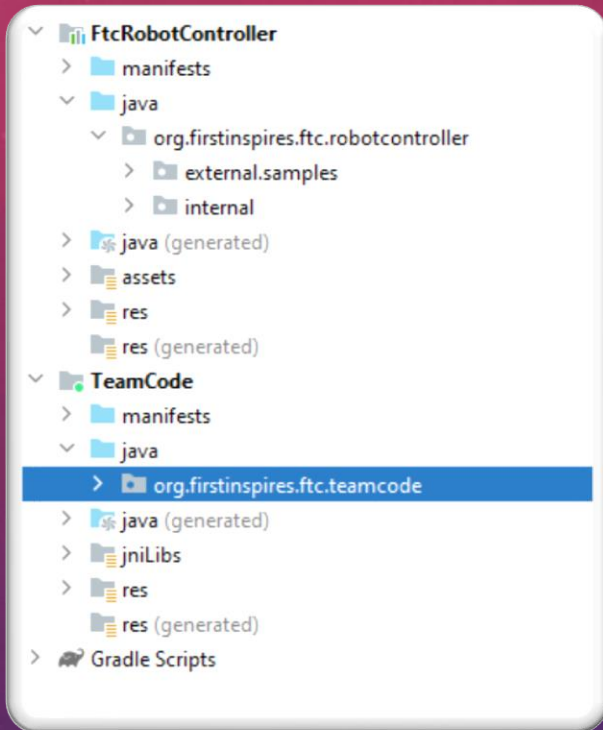 FtcRobotController
manifests
java
org.firstinspires.ftc.robotcontroller
external.samples
internal
java (generated)
assets
res
res (generated)
TeamCode
manifests
java
org.firstinspires.ftc.teamcode
java (generated)
jniLibs
res
res (generated)
Gradle Scripts